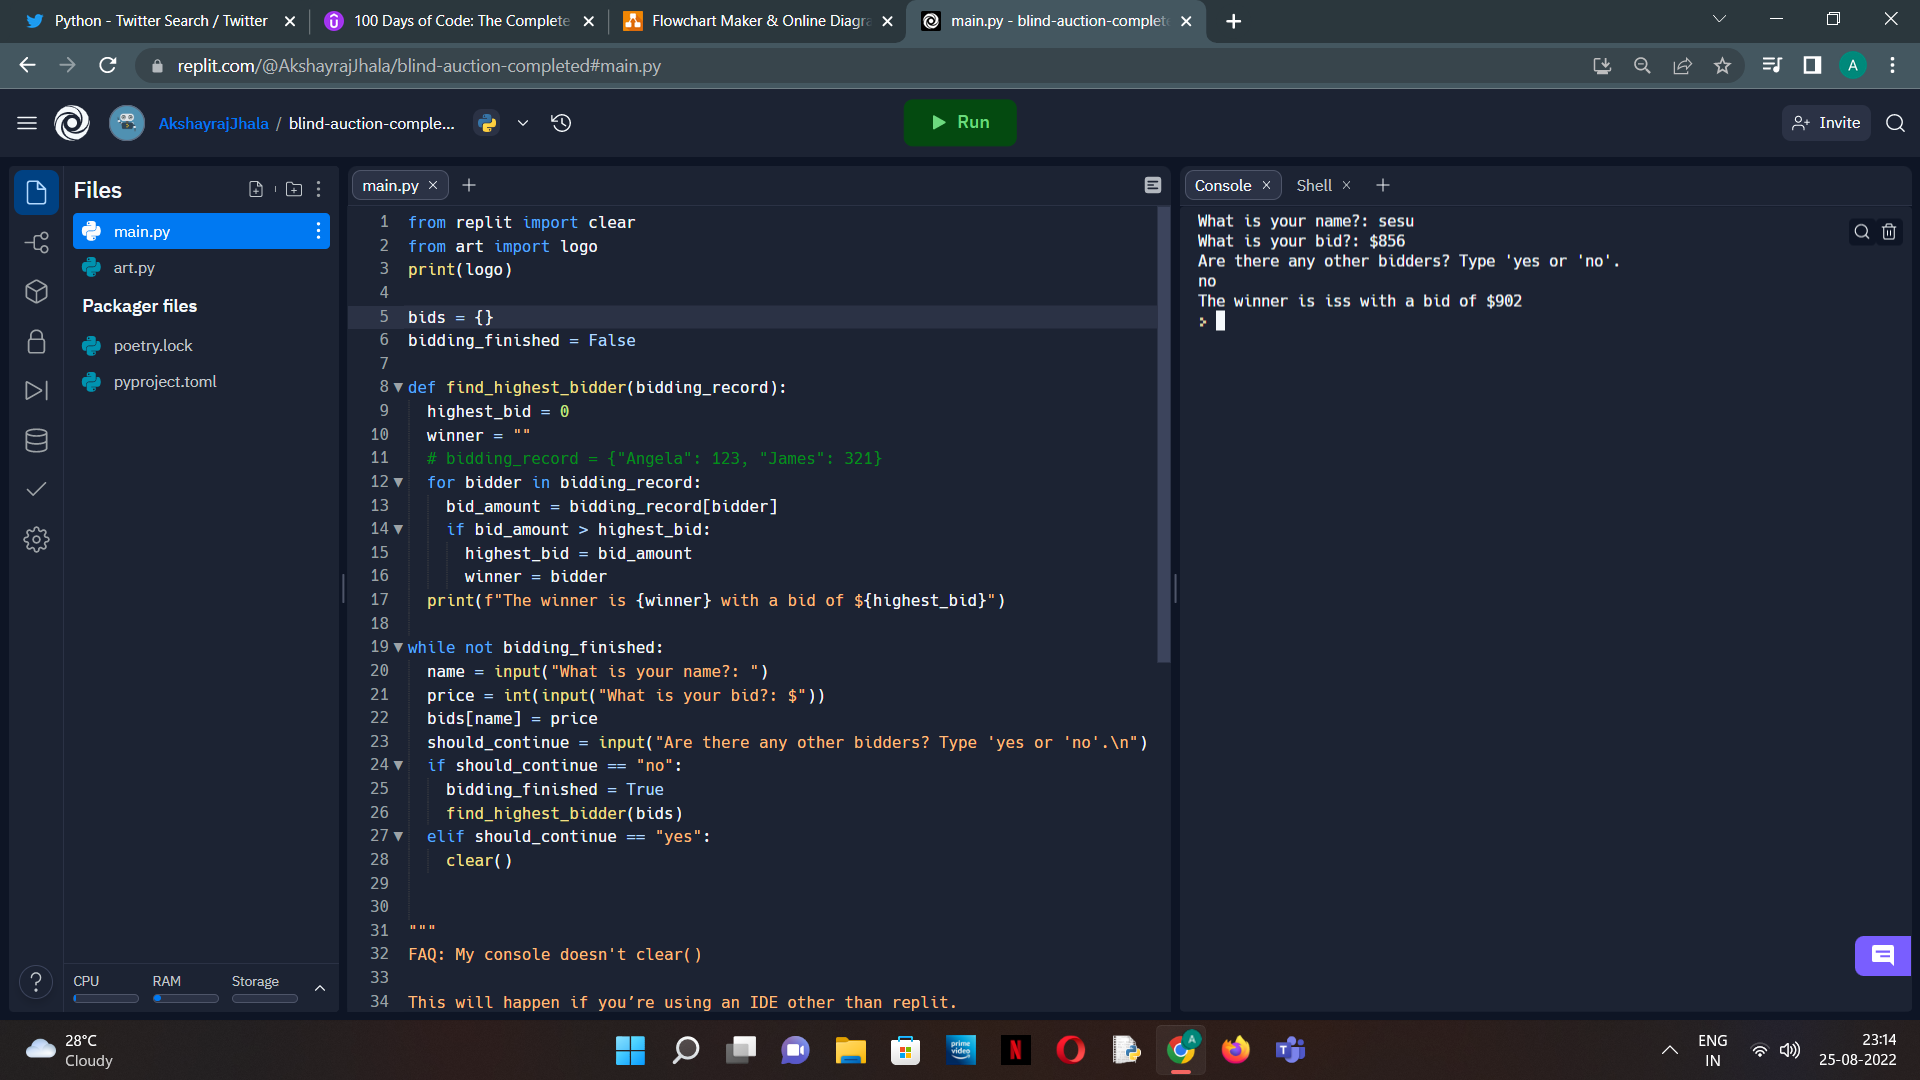 Python - Twitter Search / Twitter
100 Days of Code: The Complete
Flowchart Maker & Online Diagra
main.py - blind-auction-complet
replit.com/@AkshayrajJhala/blind-auction-completed#main.py
A
AkshayrajJhala / blind-auction-comple...
Run
Invite
Files
main.py
art.py
Packager files
poetry.lock
pyproject.toml
CPU
RAM
Storage
main.py
1 from replit import clear
2 from art import logo
3 print(logo)
4
5 bids = {}
6 bidding_finished = False
7
8 def find_highest_bidder(bidding_record):
9 highest_bid = 0
10 winner = ""
11 # bidding_record = {"Angela": 123, "James": 321}
12 for bidder in bidding_record:
13 bid_amount = bidding_record[bidder]
14 if bid_amount > highest_bid:
15 highest_bid = bid_amount
16 winner = bidder
17 print(f"The winner is {winner} with a bid of ${highest_bid}")
18
19 while not bidding_finished:
20 name = input("What is your name?: ")
21 price = int(input("What is your bid?: $"))
22 bids[name] = price
23 should_continue = input("Are there any other bidders? Type 'yes or 'no'.\n")
24 if should_continue == "no":
25 bidding_finished = True
26 find_highest_bidder(bids)
27 elif should_continue == "yes":
28 clear()
29
30
31 """
32 FAQ: My console doesn't clear()
33
34 This will happen if you’re using an IDE other than replit.
Console
Shell
What is your name?: sesu
What is your bid?: $856
Are there any other bidders? Type 'yes or 'no'.
no
The winner is iss with a bid of $902
28°C
Cloudy
prime video
N
A
T
ENG
IN
23:14
25-08-2022